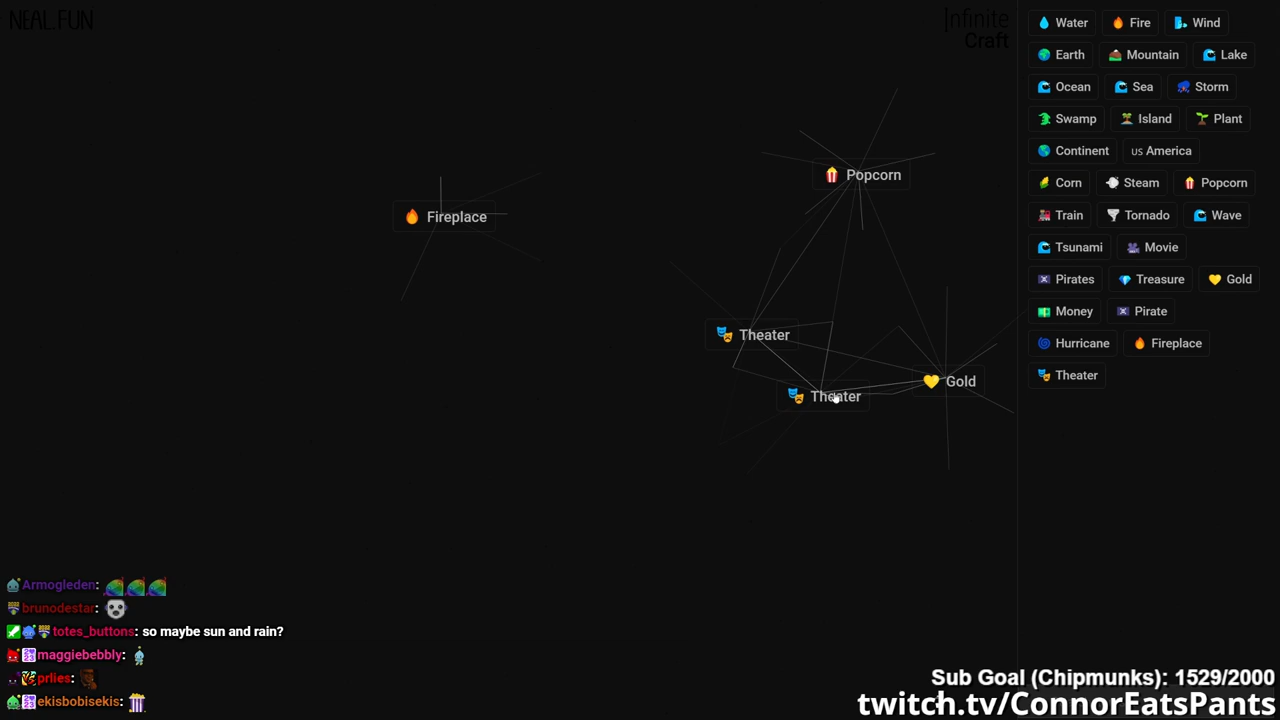 NEAL.FUN
Infinite
Craft
Popcorn
Fireplace
Theater
Gold
Theater
Water Fire Wind
Earth Mountain Lake
Ocean Sea Storm
Swamp Island Plant
Continent US America
Corn Steam Popcorn
Train Tornado Wave
Tsunami Movie
Pirates Treasure Gold
Money Pirate
Hurricane Fireplace
Theater
Armogleden:
brunodestar:
totes_buttons: so maybe sun and rain?
maggiebebbly:
prlies:
ekisbobisekis:
Sub Goal (Chipmunks): 1529/2000
twitch.tv/ConnorEatsPants